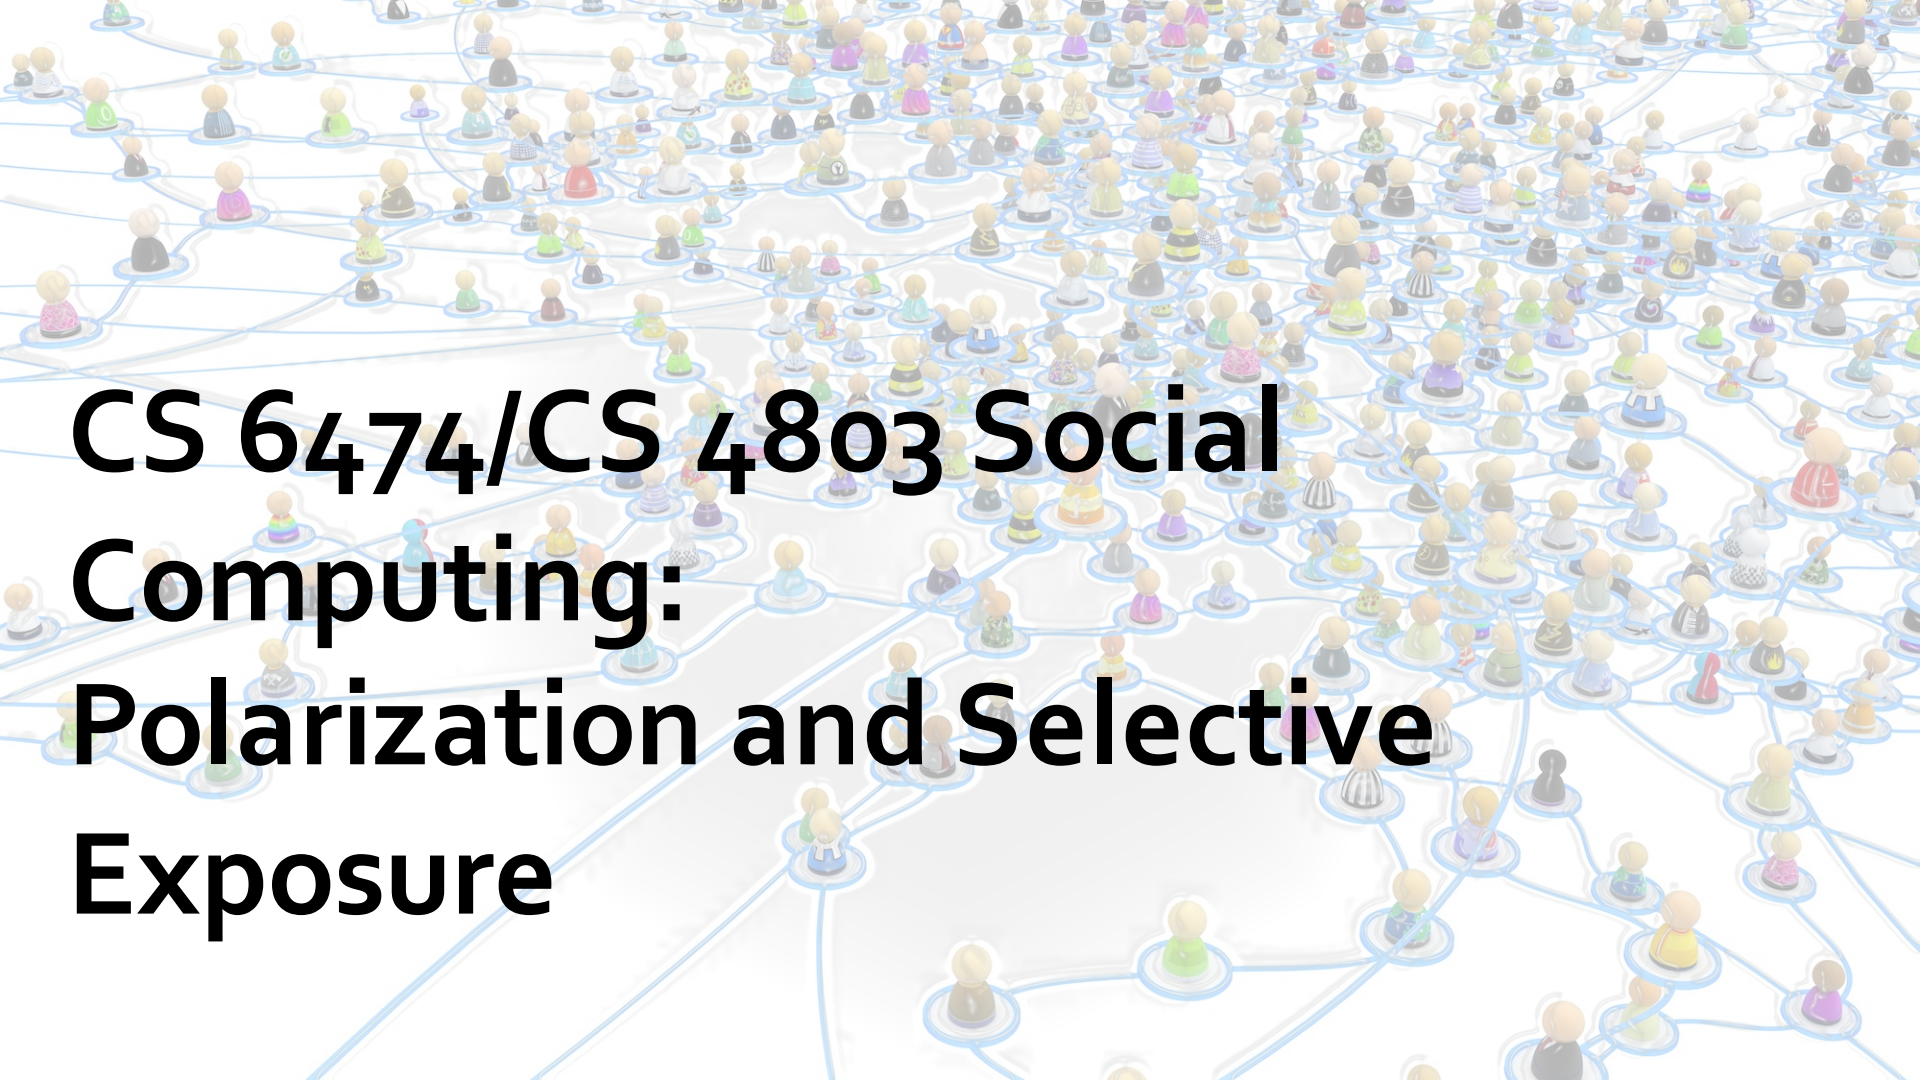 CS 6474/CS 4803 Social
Computing:
Polarization and Selective
Exposure